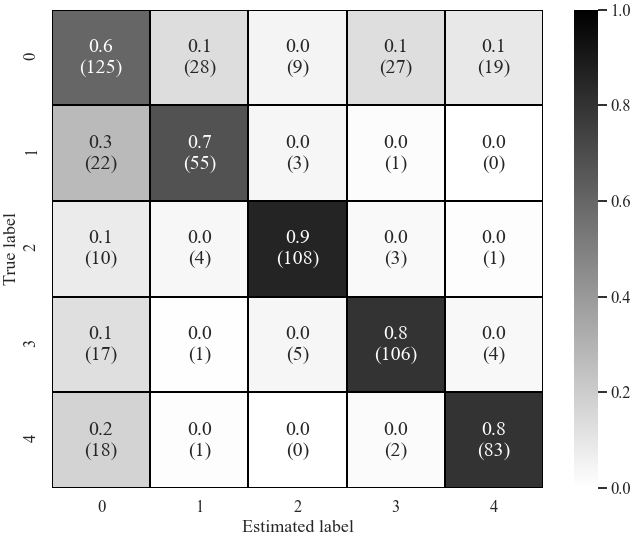 0.6 0.1 0.0 0.1 0.1
(125) (28) (9) (27) (19)
0.3 0.7 0.0 0.0 0.0
(22) (55) (3) (1) (0)
0.1 0.0 0.9 0.0 0.0
(10) (4) (108) (3) (1)
0.1 0.0 0.0 0.8 0.0
(17) (1) (5) (106) (4)
0.2 0.0 0.0 0.0 0.8
(18) (1) (0) (2) (83)
0
1
2
3
4
True label
0 1 2 3 4
Estimated label
1.0
0.8
0.6
0.4
0.2
0.0